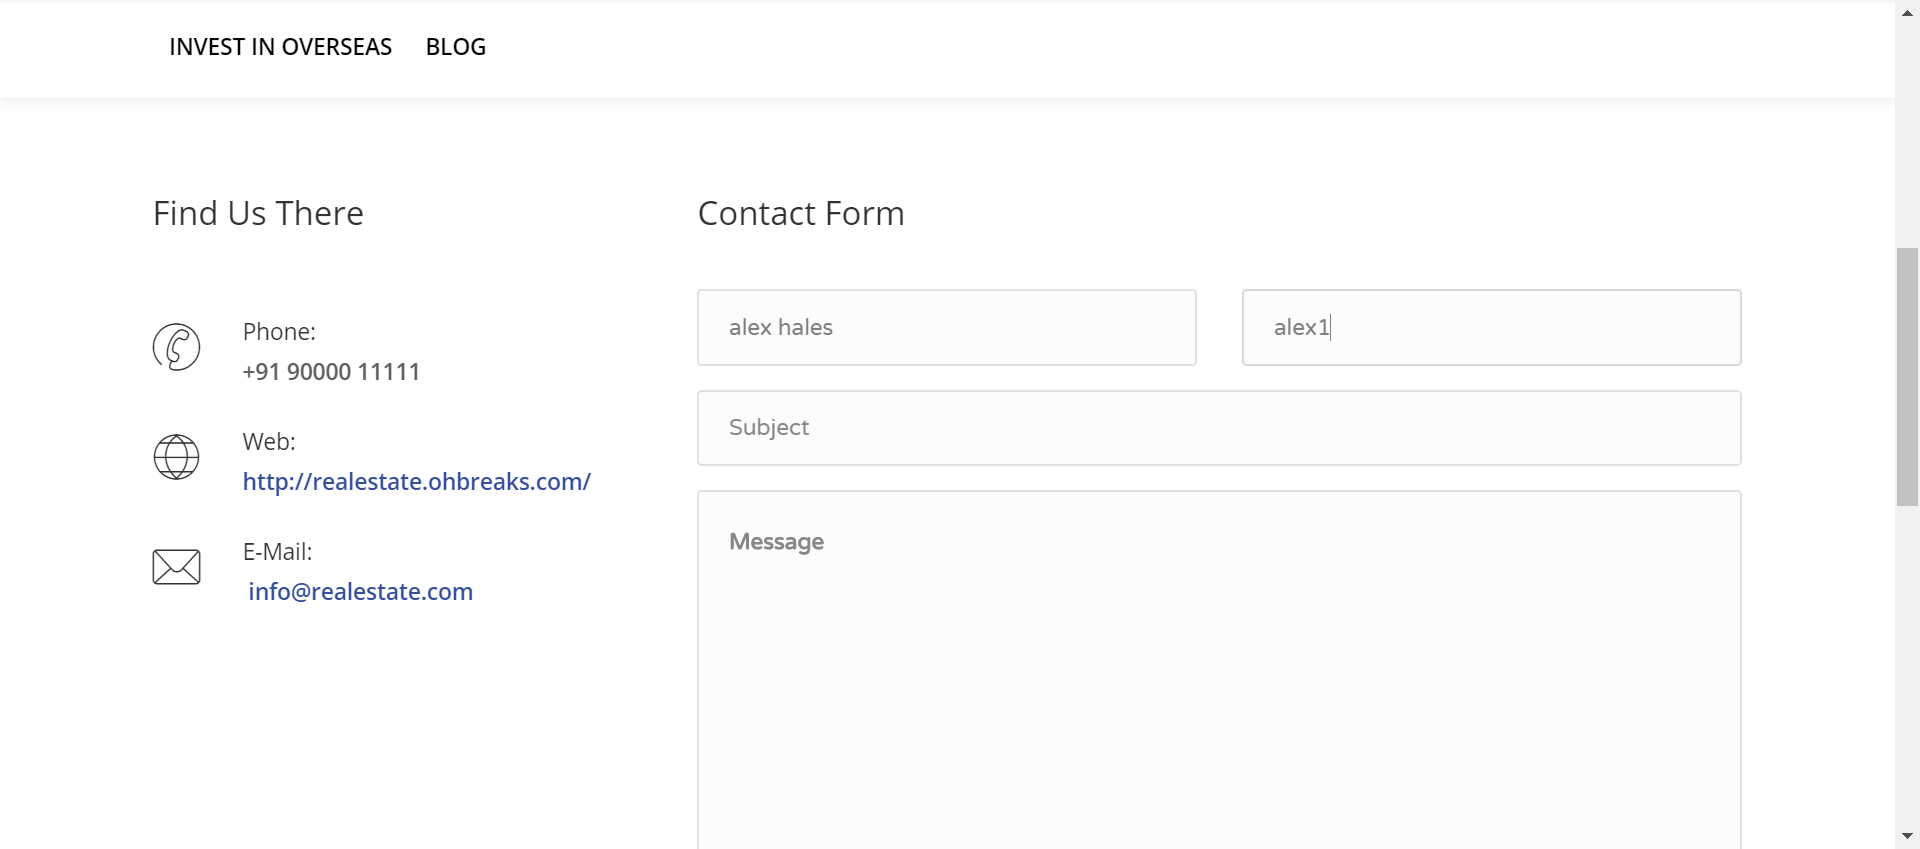 INVEST IN OVERSEAS BLOG
Find Us There
Phone:
+91 90000 11111
Web:
http://realestate.ohbreaks.com/
E-Mail:
info@realestate.com
Contact Form
alex hales
alex1
Subject
Message